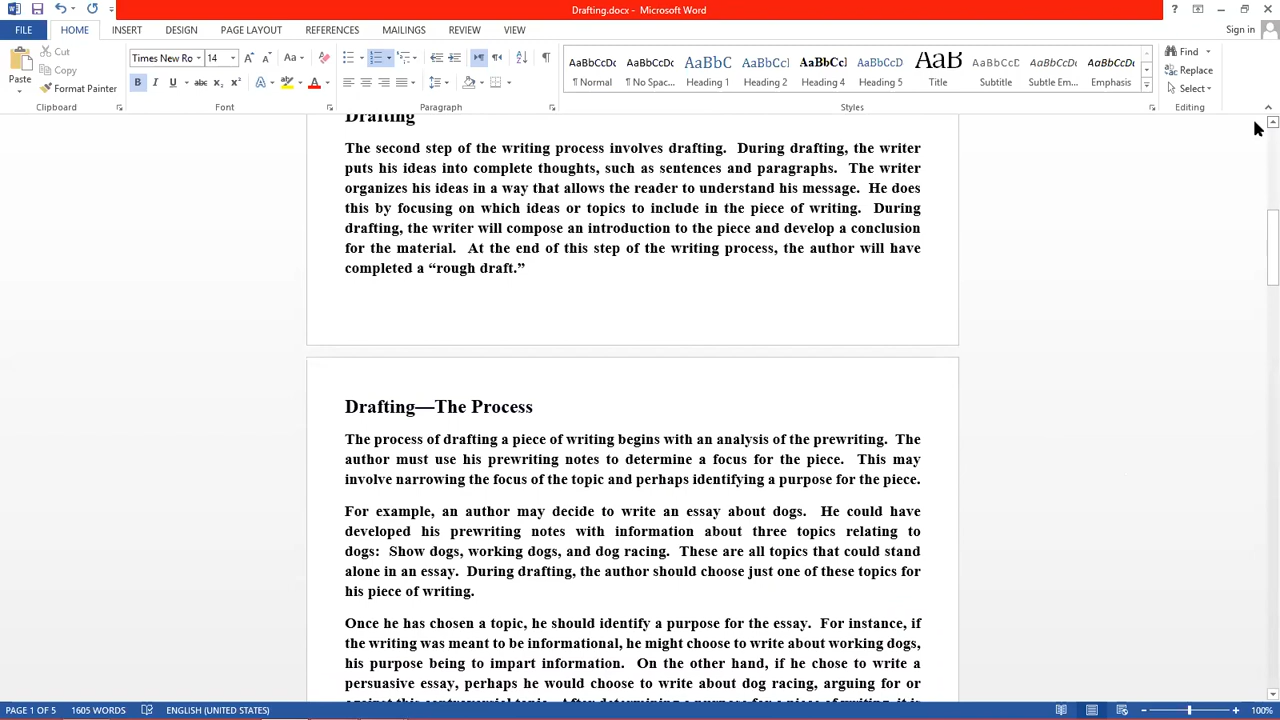 Drafting.docx - Microsoft Word
FILE HOME INSERT DESIGN PAGE LAYOUT REFERENCES MAILINGS REVIEW VIEW Sign in
Paste
Cut
Copy
Format Painter
Clipboard
Times New Ro 14
Font
Paragraph
AaBbCcDc AaBbCcDc AaBbC AaBbCcI AaBbCcI AaBbCcD AaB AaBbCcDc AaBbCcDc AaBbCcDc
¶ Normal ¶ No Spac... Heading 1 Heading 2 Heading 4 Heading 5 Title Subtitle Subtle Em... Emphasis
Styles
Find
Replace
Select
Editing
Drafting
The second step of the writing process involves drafting. During drafting, the writer
puts his ideas into complete thoughts, such as sentences and paragraphs. The writer
organizes his ideas in a way that allows the reader to understand his message. He does
this by focusing on which ideas or topics to include in the piece of writing. During
drafting, the writer will compose an introduction to the piece and develop a conclusion
for the material. At the end of this step of the writing process, the author will have
completed a “rough draft.”
Drafting—The Process
The process of drafting a piece of writing begins with an analysis of the prewriting. The
author must use his prewriting notes to determine a focus for the piece. This may
involve narrowing the focus of the topic and perhaps identifying a purpose for the piece.
For example, an author may decide to write an essay about dogs. He could have
developed his prewriting notes with information about three topics relating to
dogs: Show dogs, working dogs, and dog racing. These are all topics that could stand
alone in an essay. During drafting, the author should choose just one of these topics for
his piece of writing.
Once he has chosen a topic, he should identify a purpose for the essay. For instance, if
the writing was meant to be informational, he might choose to write about working dogs,
his purpose being to impart information. On the other hand, if he chose to write a
persuasive essay, perhaps he would choose to write about dog racing, arguing for or
against this controversial topic. After determining a purpose for a piece of writing, it is
PAGE 1 OF 5 1605 WORDS ENGLISH (UNITED STATES) 100%